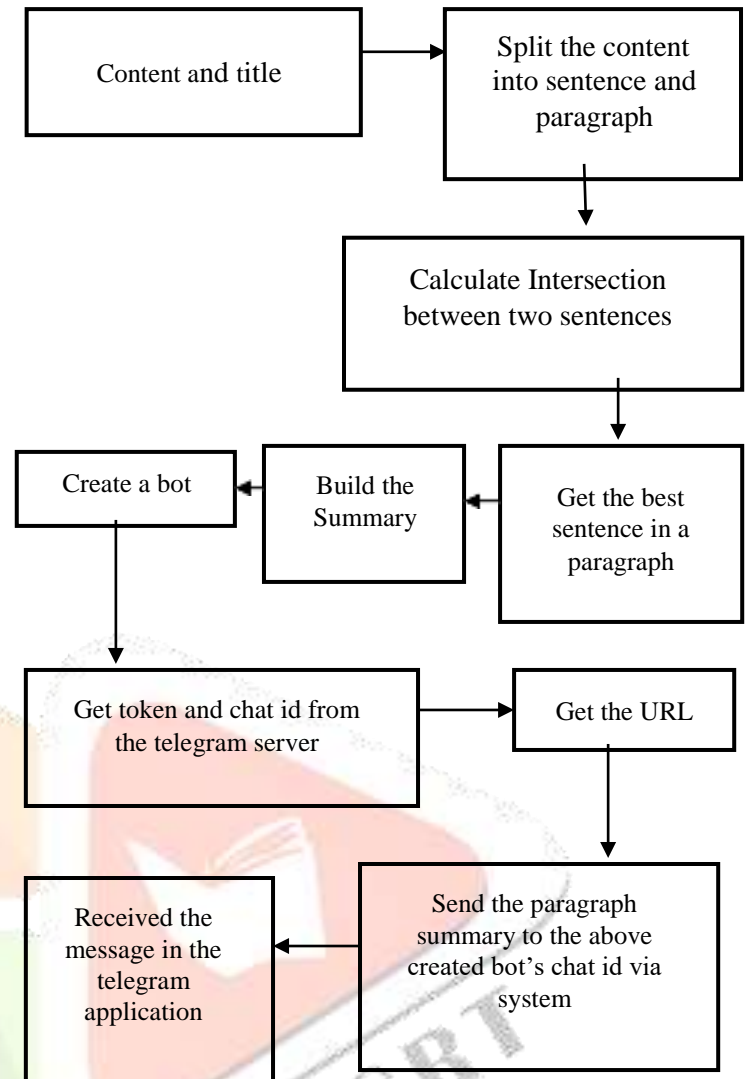 Content and title
Split the content
into sentence and
paragraph
Calculate Intersection
between two sentences
Get the best
sentence in a
paragraph
Build the
Summary
Create a bot
Get token and chat id from
the telegram server
Get the URL
Send the paragraph
summary to the above
created bot's chat id via
system
Received the
message in the
telegram
application